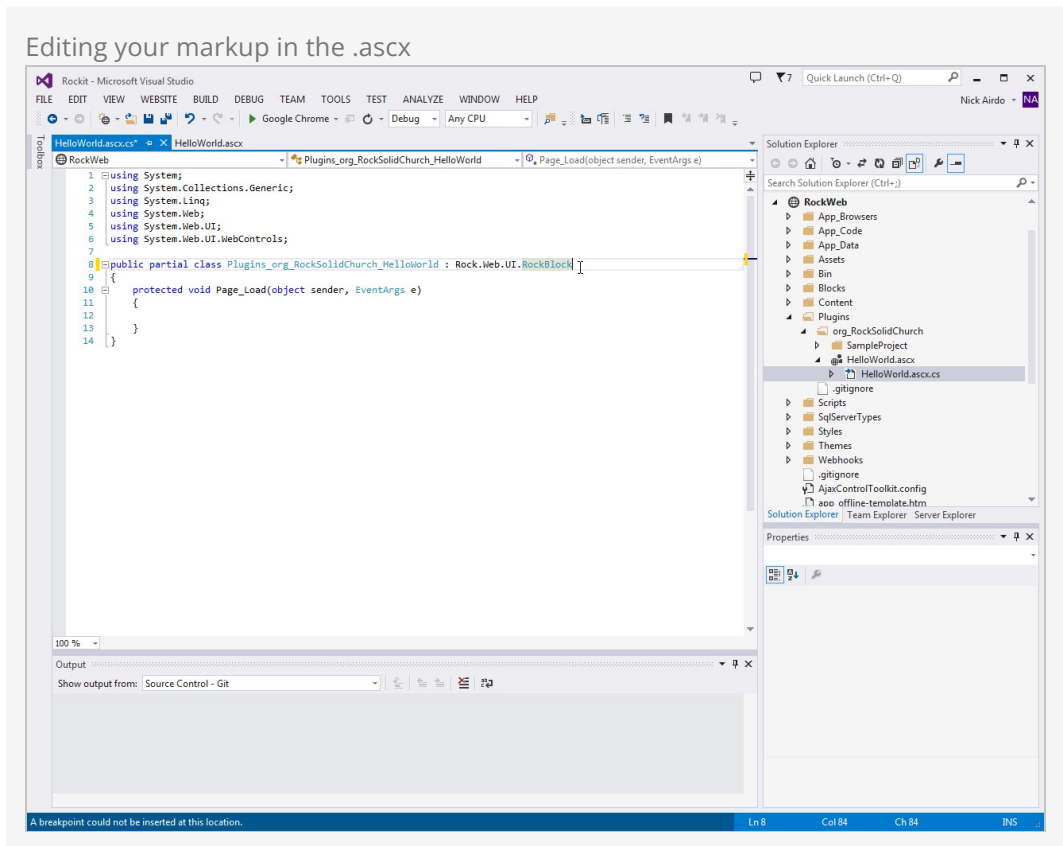 Editing your markup in the .ascx
Rockit - Microsoft Visual Studio
7
Quick Launch (Ctrl+Q)
FILE EDIT VIEW WEBSITE BUILD DEBUG TEAM TOOLS TEST ANALYZE WINDOW HELP
Nick Airdo
NA
Google Chrome
Debug
Any CPU
Toolbox
HelloWorld.ascx.cs*
HelloWorld.ascx
RockWeb
Plugins_org_RockSolidChurch_HelloWorld
Page_Load(object sender, EventArgs e)
1 using System;
2 using System.Collections.Generic;
3 using System.Linq;
4 using System.Web;
5 using System.Web.UI;
6 using System.Web.UI.WebControls;
7
8 public partial class Plugins_org_RockSolidChurch_HelloWorld : Rock.Web.UI.RockBlock
9 {
10 protected void Page_Load(object sender, EventArgs e)
11 {
12
13 }
14 }
100 %
Output
Show output from: Source Control - Git
Solution Explorer
Search Solution Explorer (Ctrl+;)
RockWeb
App_Browsers
App_Code
App_Data
Assets
Bin
Blocks
Content
Plugins
org_RockSolidChurch
SampleProject
HelloWorld.ascx
HelloWorld.ascx.cs
.gitignore
Scripts
SqlServerTypes
Styles
Themes
Webhooks
.gitignore
AjaxControlToolkit.config
app_offline-template.htm
Solution Explorer Team Explorer Server Explorer
Properties
A breakpoint could not be inserted at this location.
Ln 8 Col 84 Ch 84 INS